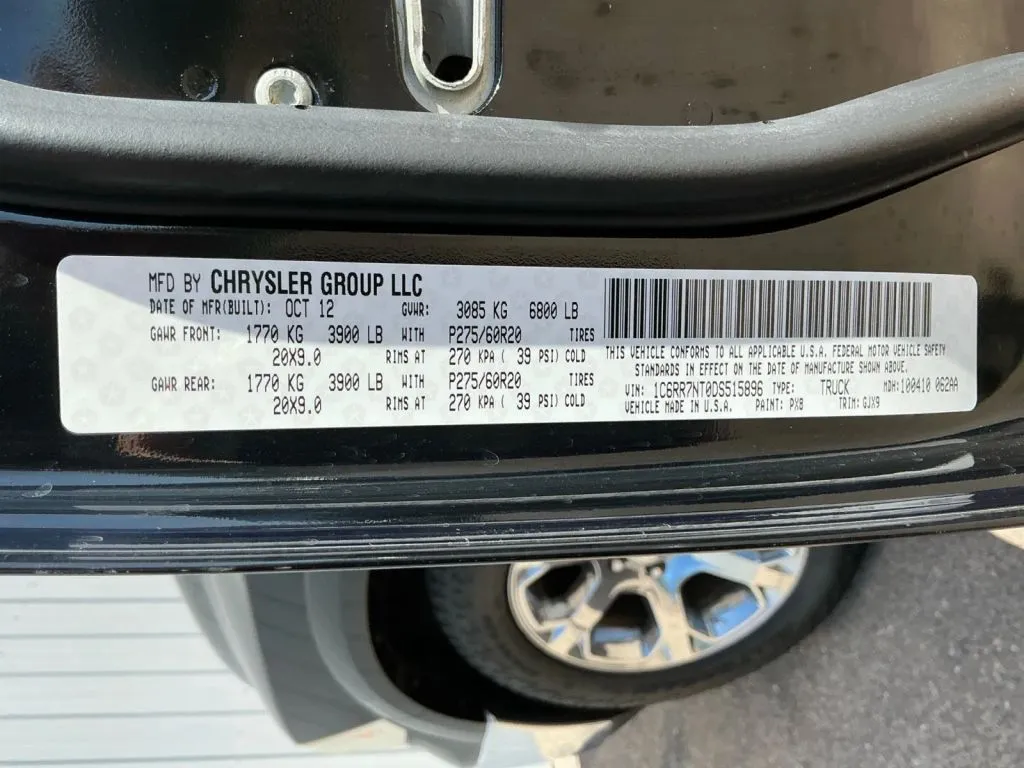 MFD BY CHRYSLER GROUP LLC
DATE OF MFR(BUILT): OCT 12 GVWR: 3085 KG 6800 LB
GAWR FRONT: 1770 KG 3900 LB WITH P275/60R20 TIRES
20X9.0 RIMS AT 270 KPA ( 39 PSI) COLD
GAWR REAR: 1770 KG 3900 LB WITH P275/60R20 TIRES
20X9.0 RIMS AT 270 KPA ( 39 PSI) COLD
THIS VEHICLE CONFORMS TO ALL APPLICABLE U.S.A. FEDERAL MOTOR VEHICLE SAFETY
STANDARDS IN EFFECT ON THE DATE OF MANUFACTURE SHOWN ABOVE.
VIN: 1C6RR7NT0DS515896 TYPE: TRUCK MDH:100410 062AA
VEHICLE MADE IN U.S.A. PAINT: PX8 TRIM: GJX9